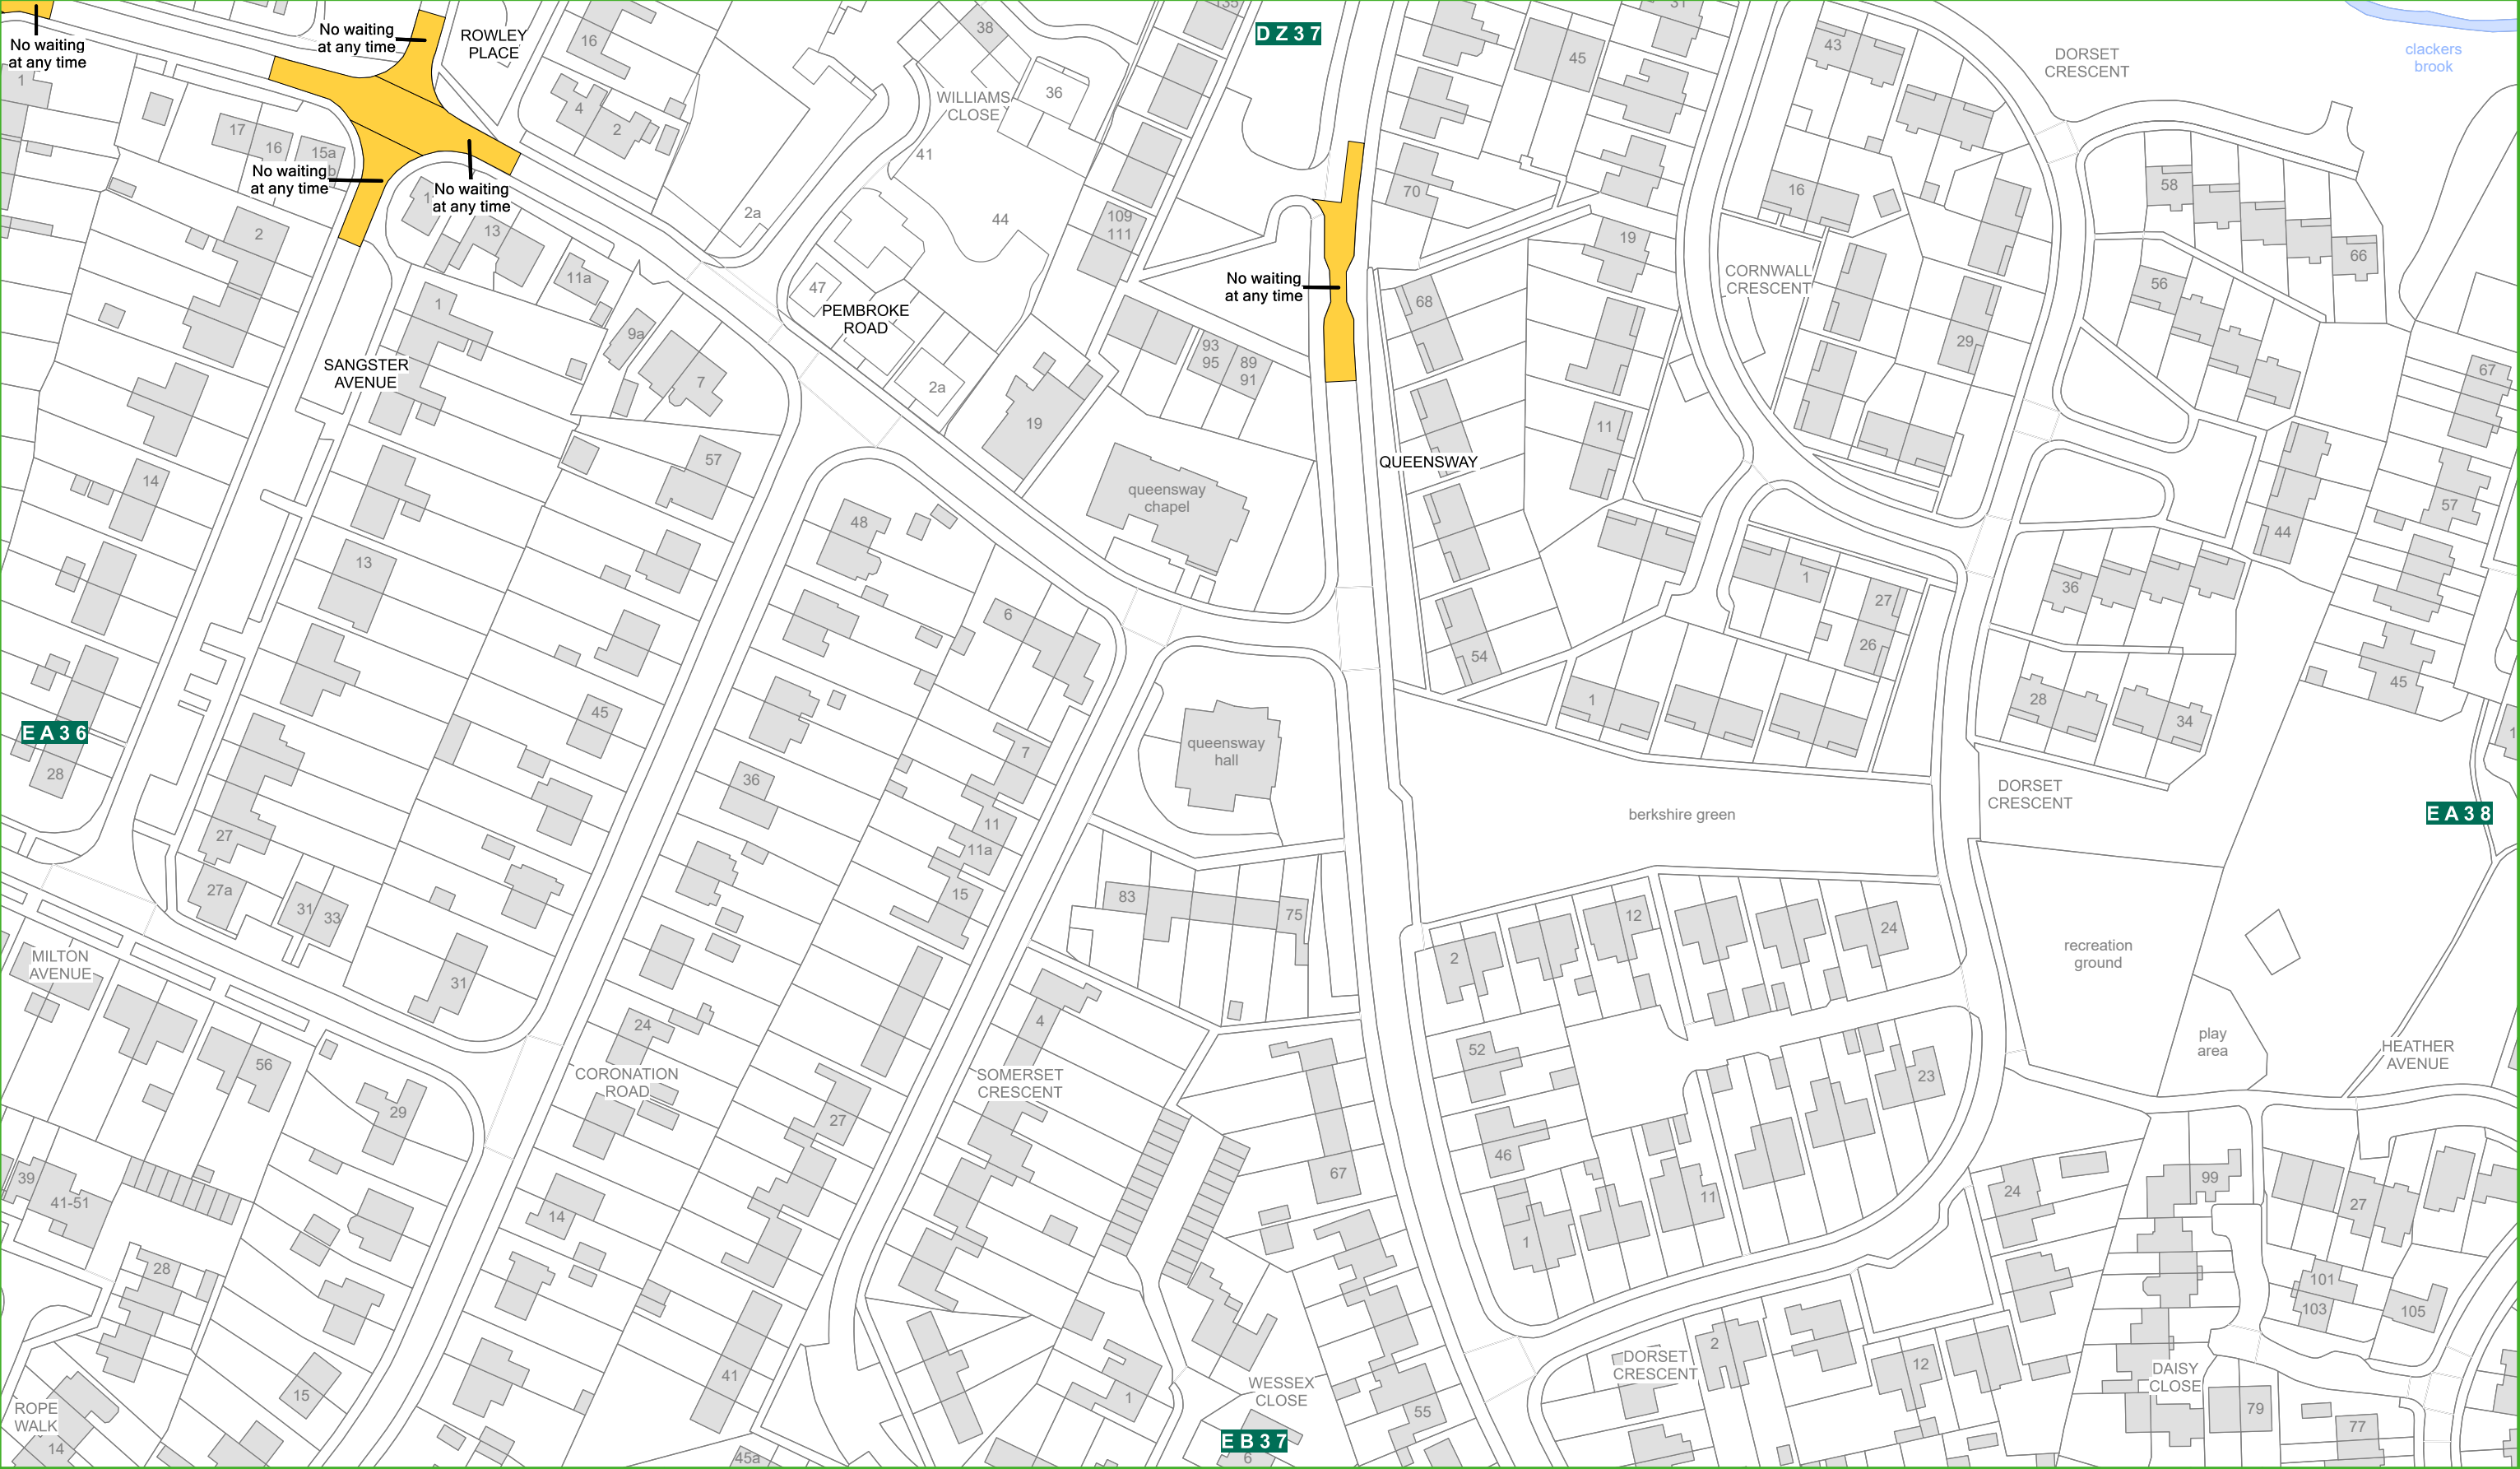 No waiting
at any time
No waiting
at any time
ROWLEY
PLACE
16
38
135
D Z 3 7
31
45
43
DORSET
CRESCENT
clackers
brook
1
4
2
WILLIAMS
CLOSE
36
17
16
15a
No waiting
at any time
No waiting
at any time
41
2a
44
109
111
70
16
58
2
13
11a
47
PEMBROKE
ROAD
No waiting
at any time
19
CORNWALL
CRESCENT
56
66
68
1
9a
7
SANGSTER
AVENUE
2a
93
95
89
91
29
67
19
11
57
QUEENSWAY
14
48
queensway
chapel
44
57
13
6
1
27
26
36
54
45
45
1
28
34
E A 3 6
28
7
queensway
hall
36
27
11
11a
berkshire green
DORSET
CRESCENT
E A 3 8
27a
31
33
15
83
75
2
12
24
recreation
ground
MILTON
AVENUE
31
4
24
52
play
area
HEATHER
AVENUE
56
CORONATION
ROAD
SOMERSET
CRESCENT
23
29
27
46
67
39
41-51
14
11
24
99
27
28
1
101
103
105
15
41
1
WESSEX
CLOSE
DORSET
CRESCENT
2
12
DAISY
CLOSE
ROPE
WALK
14
55
79
77
45a
E B 3 7
6